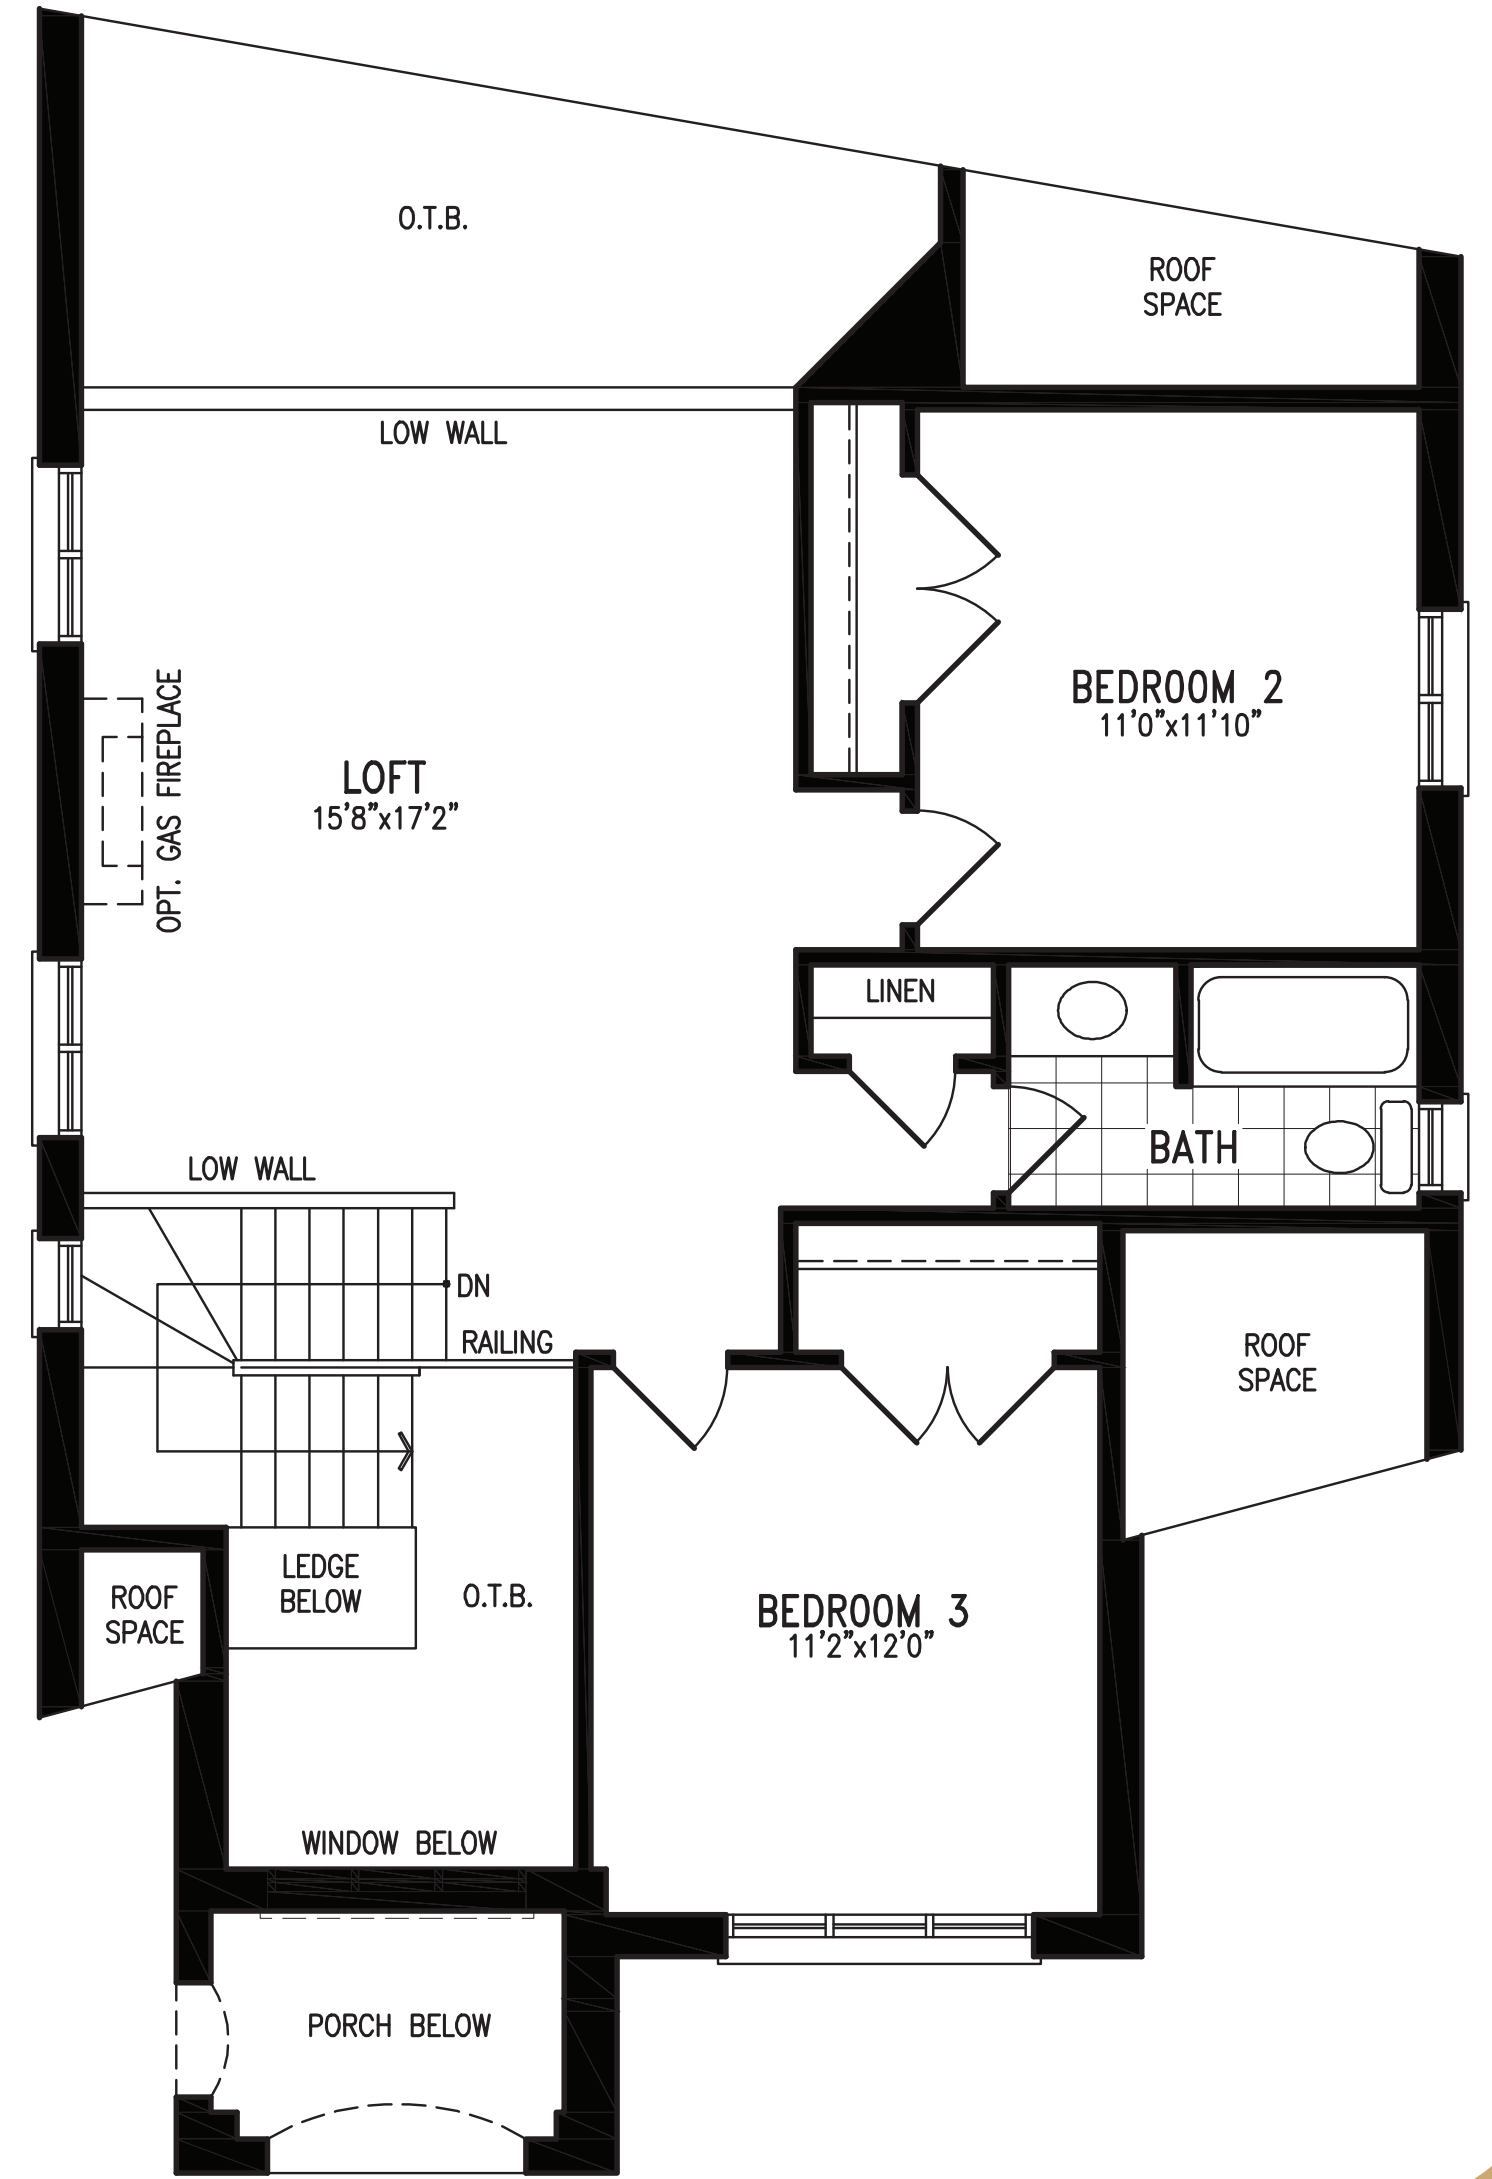 O.T.B.
ROOF
SPACE
LOW WALL
BEDROOM 2
11'0"x11'10"
OPT. GAS FIREPLACE
LOFT
15'8"x17'2"
LINEN
BATH
LOW WALL
DN
RAILING
ROOF
SPACE
LEDGE
BELOW
O.T.B.
ROOF
SPACE
BEDROOM 3
11'2"x12'0"
WINDOW BELOW
PORCH BELOW